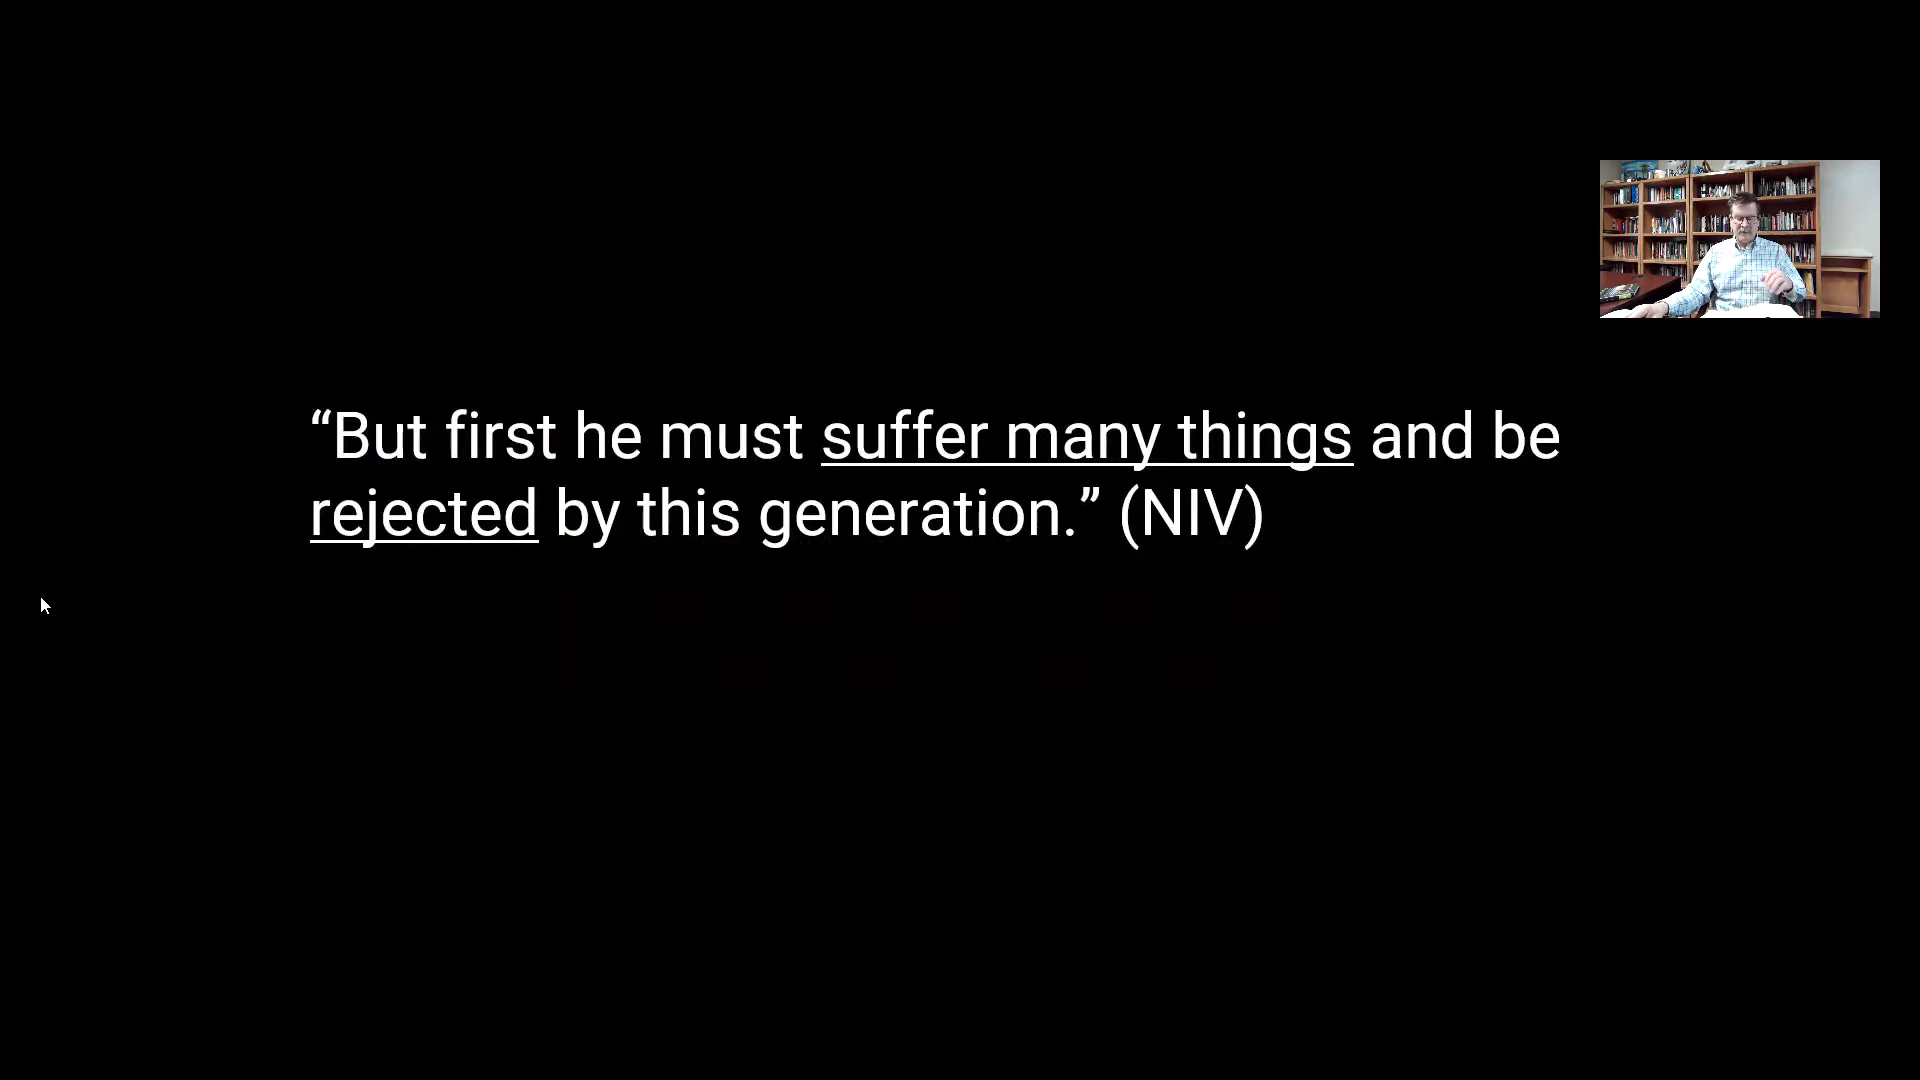 “But first he must suffer many things and be
rejected by this generation.” (NIV)